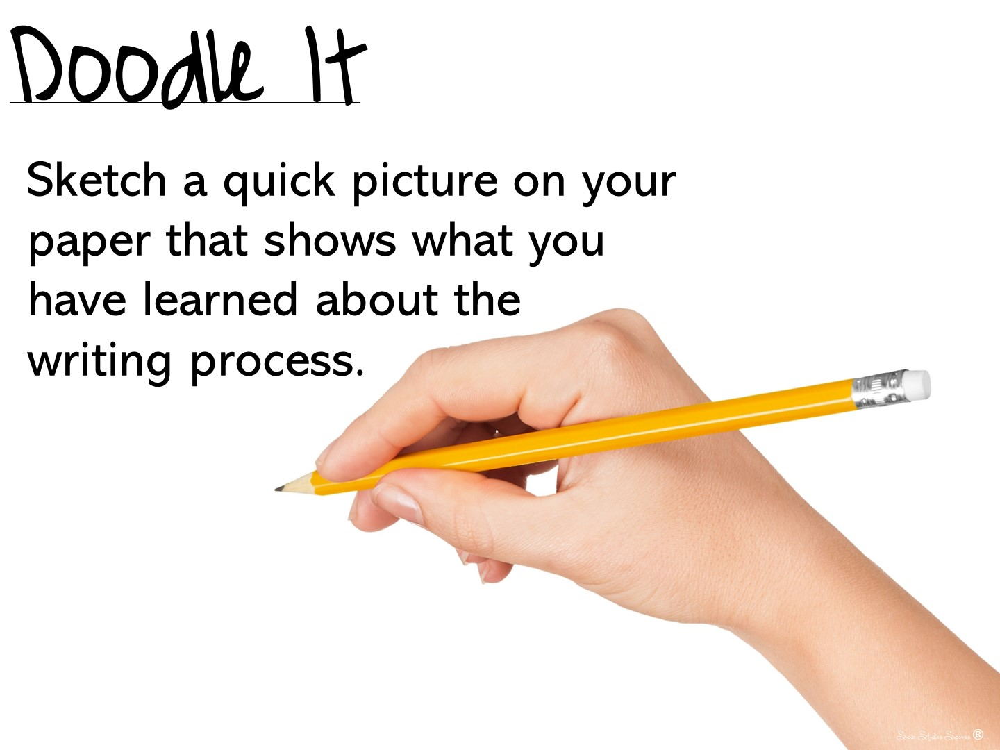 Doodle It
Sketch a quick picture on your
paper that shows what you
have learned about the
writing process.
®